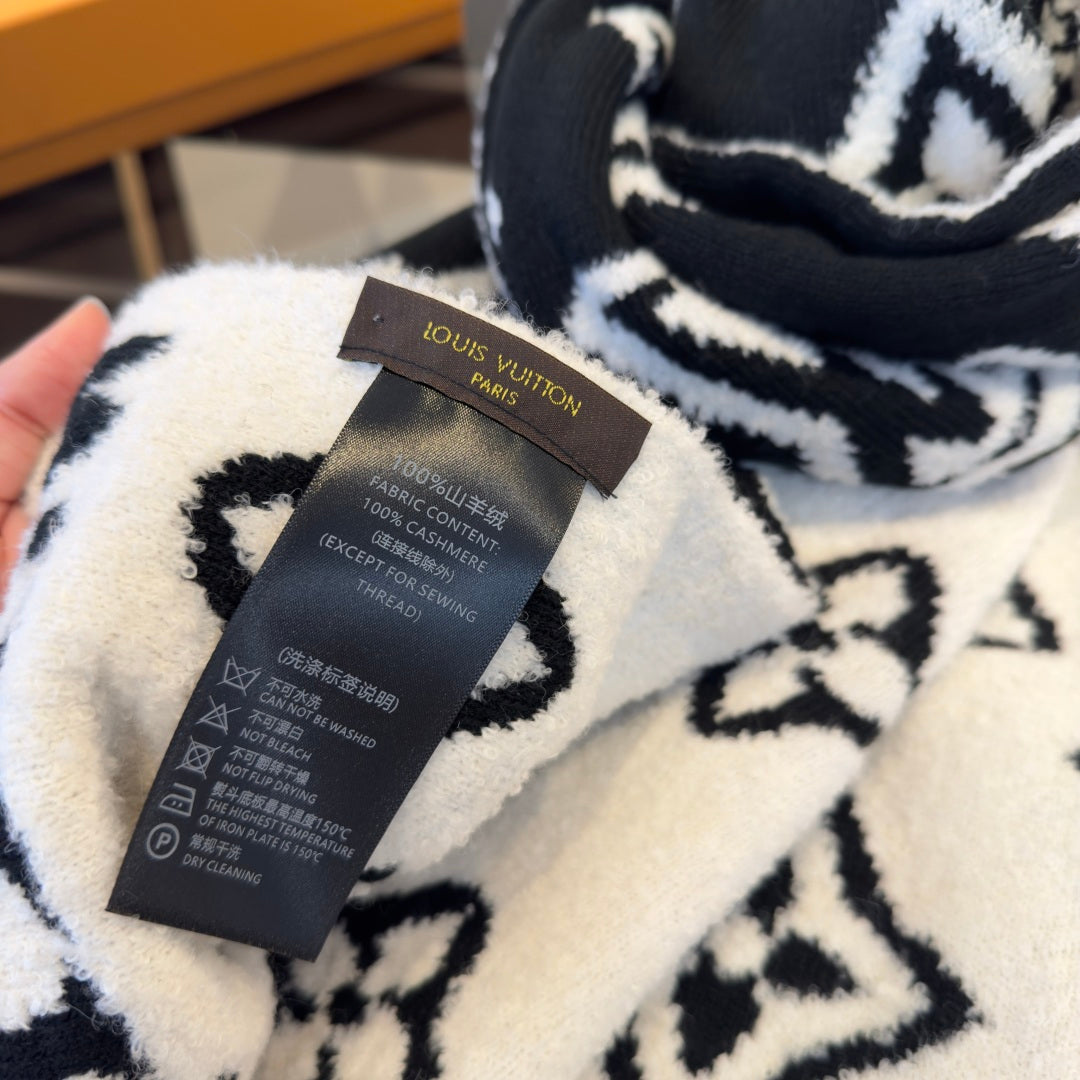 LOUIS VUITTON
PARIS
100%山羊绒
FABRIC CONTENT:
100% CASHMERE
(连接线除外)
(EXCEPT FOR SEWING
THREAD)
(洗涤标签说明)
不可水洗
CAN NOT BE WASHED
不可漂白
NOT BLEACH
不可翻转干燥
NOT FLIP DRYING
熨斗底板最高温度150℃
THE HIGHEST TEMPERATURE
OF IRON PLATE IS 150℃
P
常规干洗
DRY CLEANING